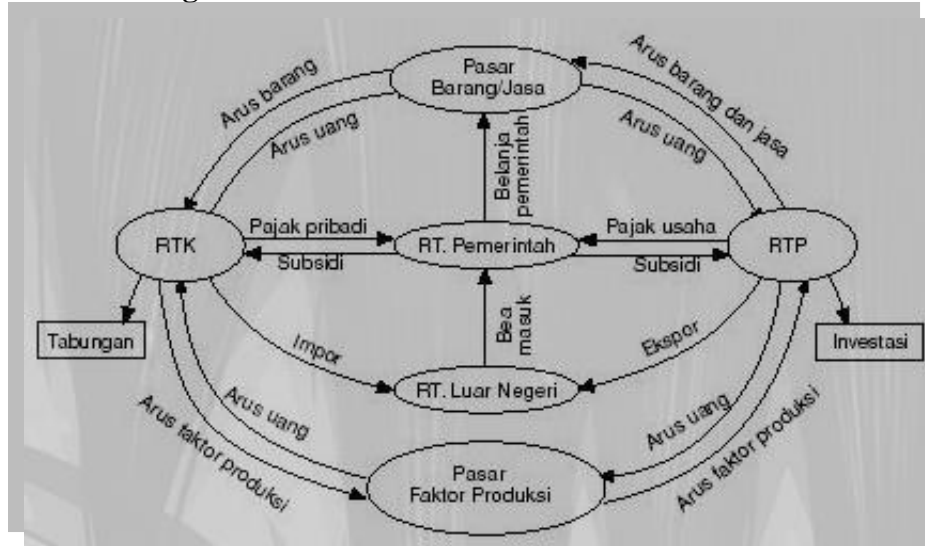 Pasar
Barang/Jasa
Arus barang
Arus uang
Arus barang dan jasa
Arus uang
Belanja
pemerintah
RTK
Pajak pribadi
Subsidi
RT. Pemerintah
Pajak usaha
Subsidi
RTP
Tabungan
Impor
Bea
masuk
Ekspor
Investasi
RT. Luar Negeri
Arus uang
Arus faktor produksi
Arus uang
Arus faktor produksi
Pasar
Faktor Produksi